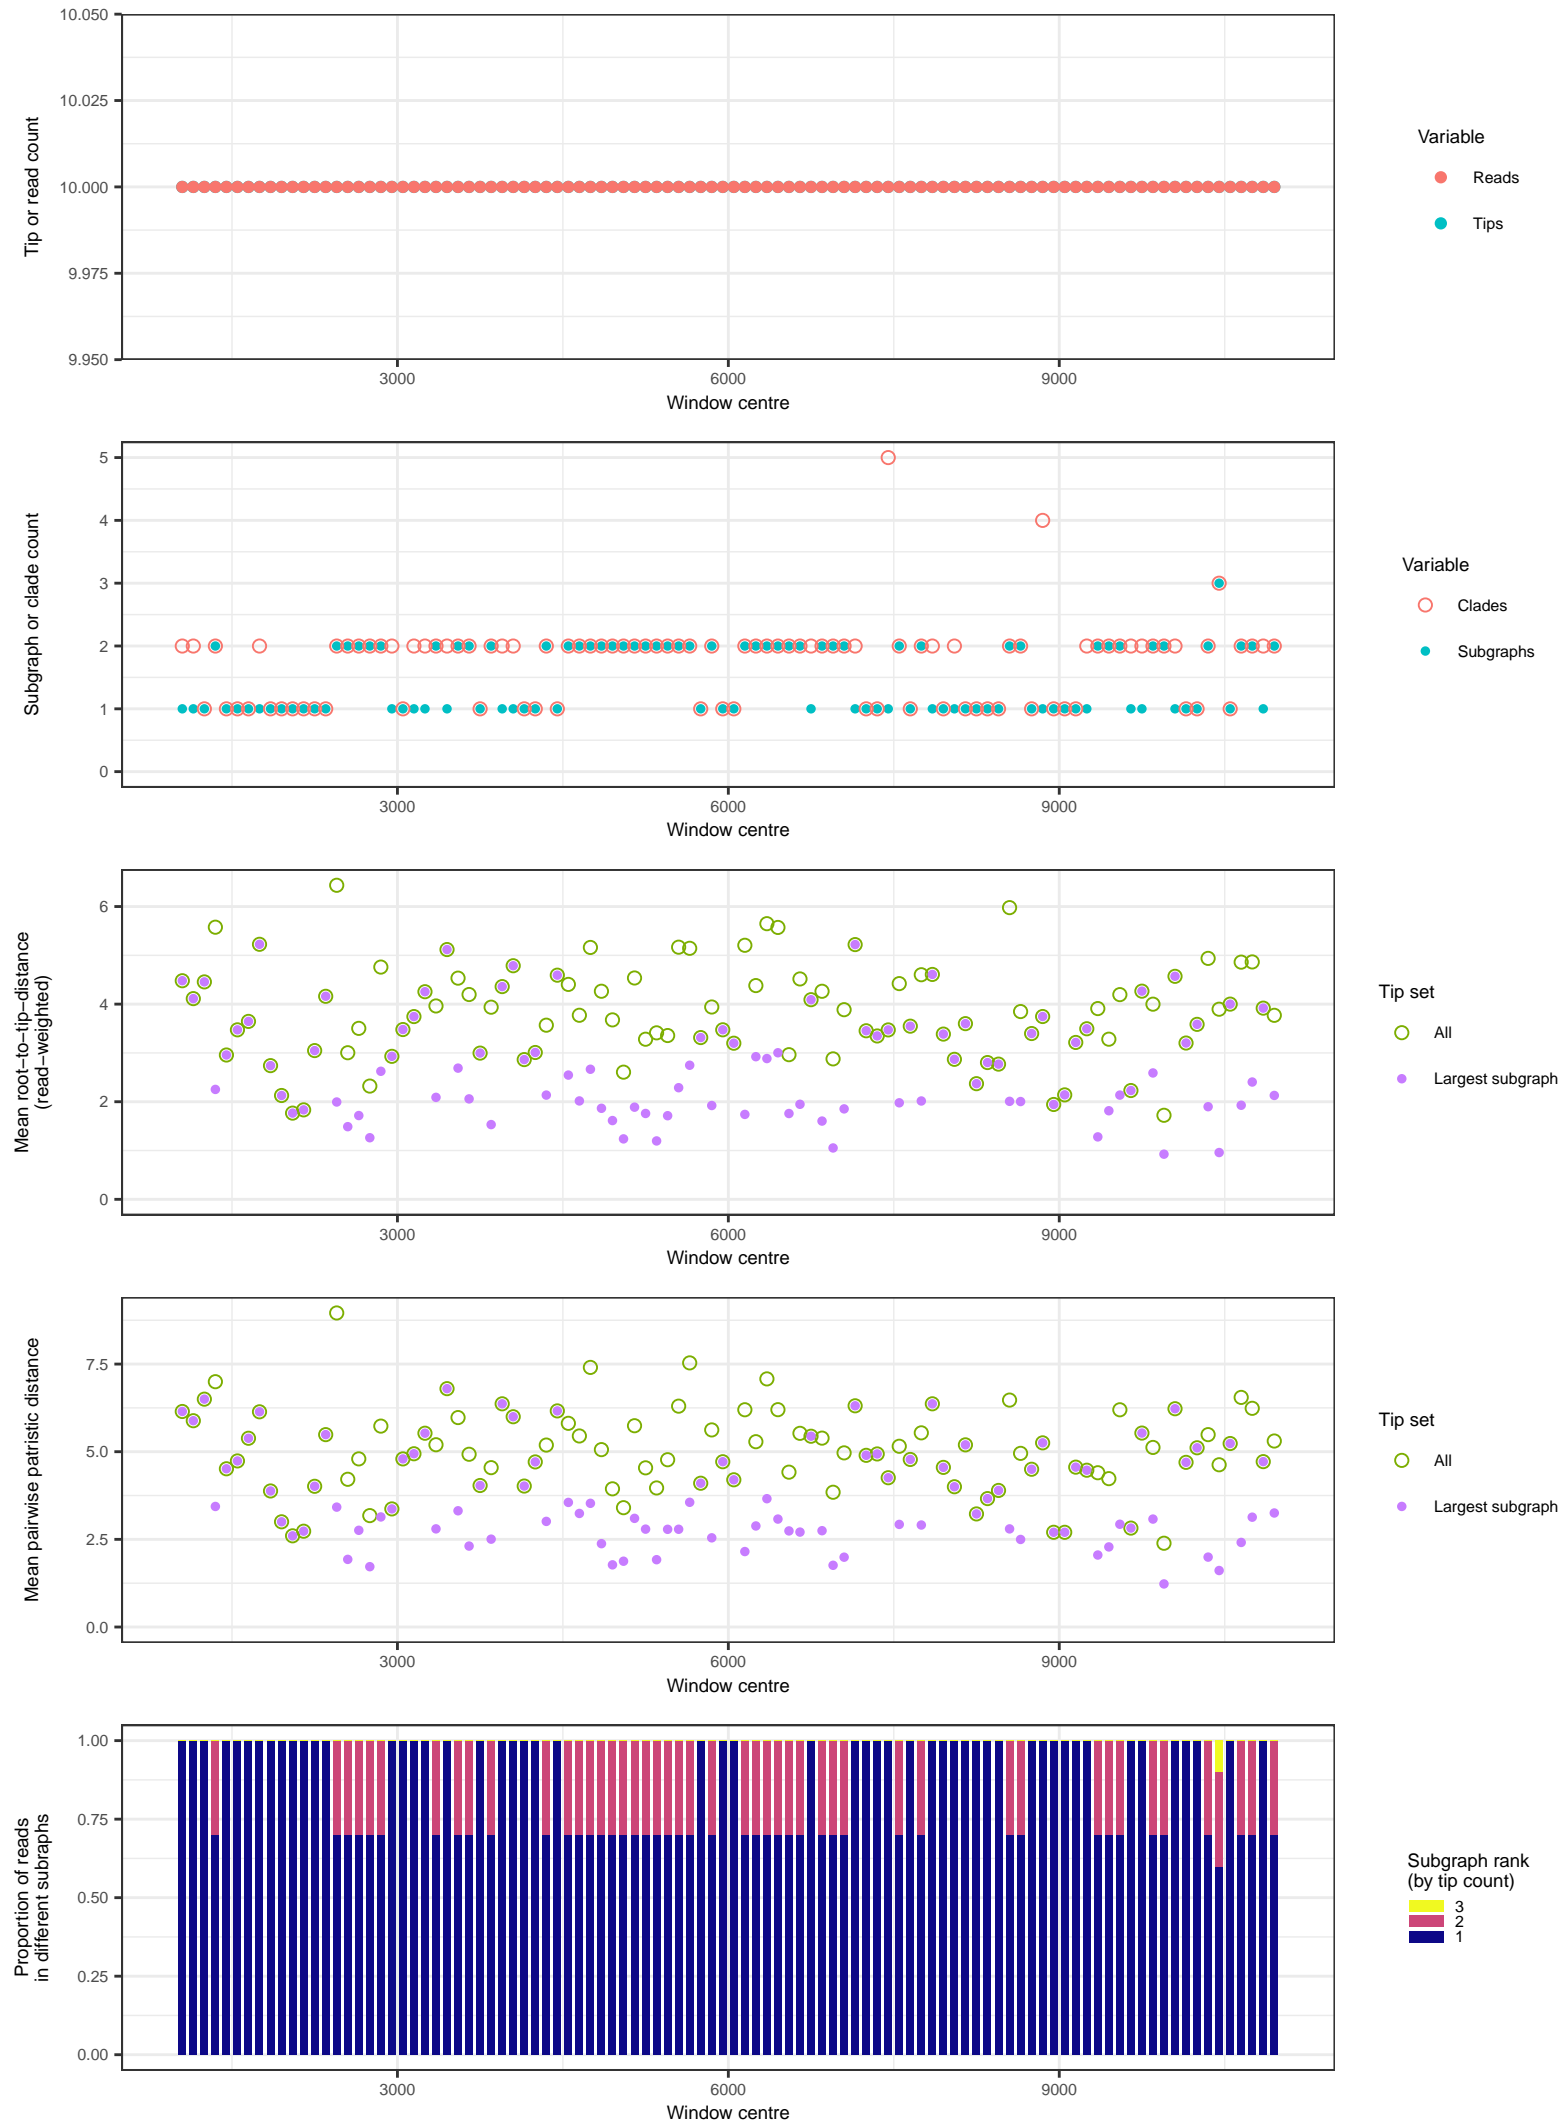 10.050
10.025
10.000
9.975
9.950
Tip or read count
3000 6000 9000
Window centre
Variable
Reads
Tips
5
4
3
2
1
0
Subgraph or clade count
3000 6000 9000
Window centre
Variable
Clades
Subgraphs
6
4
2
0
Mean root−to−tip−distance
(read−weighted)
3000 6000 9000
Window centre
Tip set
All
Largest subgraph
7.5
5.0
2.5
0.0
Mean pairwise patristic distance
3000 6000 9000
Window centre
Tip set
All
Largest subgraph
1.00
0.75
0.50
0.25
0.00
Proportion of reads
in different subraphs
3000 6000 9000
Window centre
Subgraph rank
(by tip count)
3
2
1